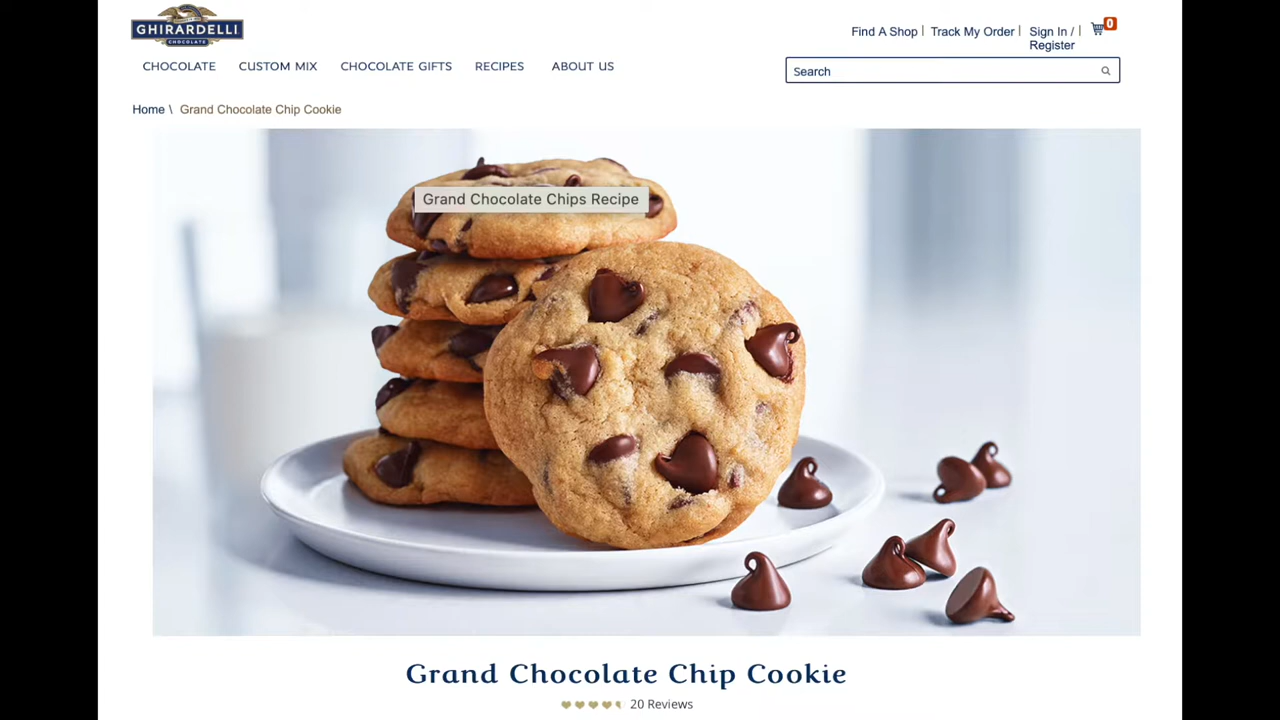 GHIRARDELLI
CHOCOLATE
Find A Shop | Track My Order | Sign In / Register
0
CHOCOLATE CUSTOM MIX CHOCOLATE GIFTS RECIPES ABOUT US
Search
Home \ Grand Chocolate Chip Cookie
Grand Chocolate Chips Recipe
Grand Chocolate Chip Cookie
20 Reviews